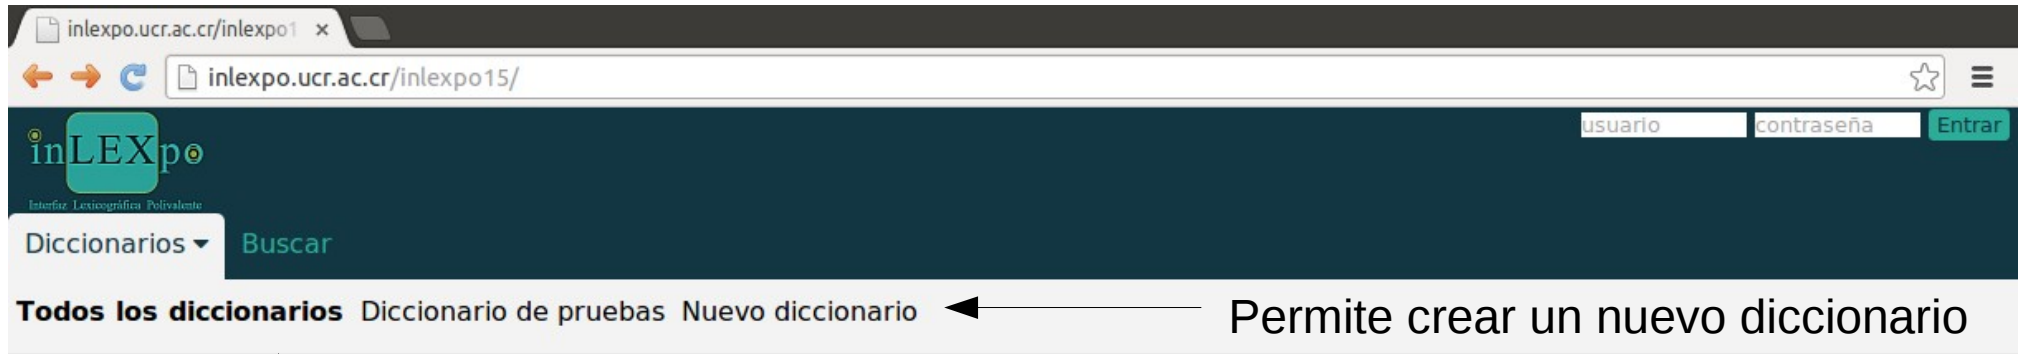 inlexpo.ucr.ac.cr/inlexpo1
inlexpo.ucr.ac.cr/inlexpo15/
inLEXpo
Interfaz Lexicográfica Polivalente
usuario contraseña Entrar
Diccionarios Buscar
Todos los diccionarios Diccionario de pruebas Nuevo diccionario
Permite crear un nuevo diccionario